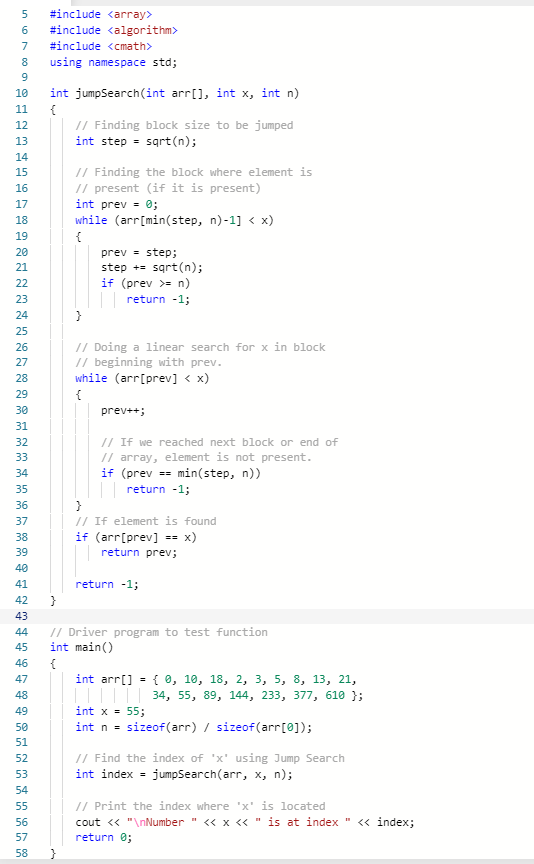 5 #include <array>
6 #include <algorithm>
7 #include <cmath>
8 using namespace std;
9
10 int jumpSearch(int arr[], int x, int n)
11 {
12     // Finding block size to be jumped
13     int step = sqrt(n);
14
15     // Finding the block where element is
16     // present (if it is present)
17     int prev = 0;
18     while (arr[min(step, n)-1] < x)
19     {
20         prev = step;
21         step += sqrt(n);
22         if (prev >= n)
23             return -1;
24     }
25
26     // Doing a linear search for x in block
27     // beginning with prev.
28     while (arr[prev] < x)
29     {
30         prev++;
31
32         // If we reached next block or end of
33         // array, element is not present.
34         if (prev == min(step, n))
35             return -1;
36     }
37     // If element is found
38     if (arr[prev] == x)
39         return prev;
40
41     return -1;
42 }
43
44 // Driver program to test function
45 int main()
46 {
47     int arr[] = { 0, 10, 18, 2, 3, 5, 8, 13, 21,
48                 34, 55, 89, 144, 233, 377, 610 };
49     int x = 55;
50     int n = sizeof(arr) / sizeof(arr[0]);
51
52     // Find the index of 'x' using Jump Search
53     int index = jumpSearch(arr, x, n);
54
55     // Print the index where 'x' is located
56     cout << "\nNumber " << x << " is at index " << index;
57     return 0;
58 }